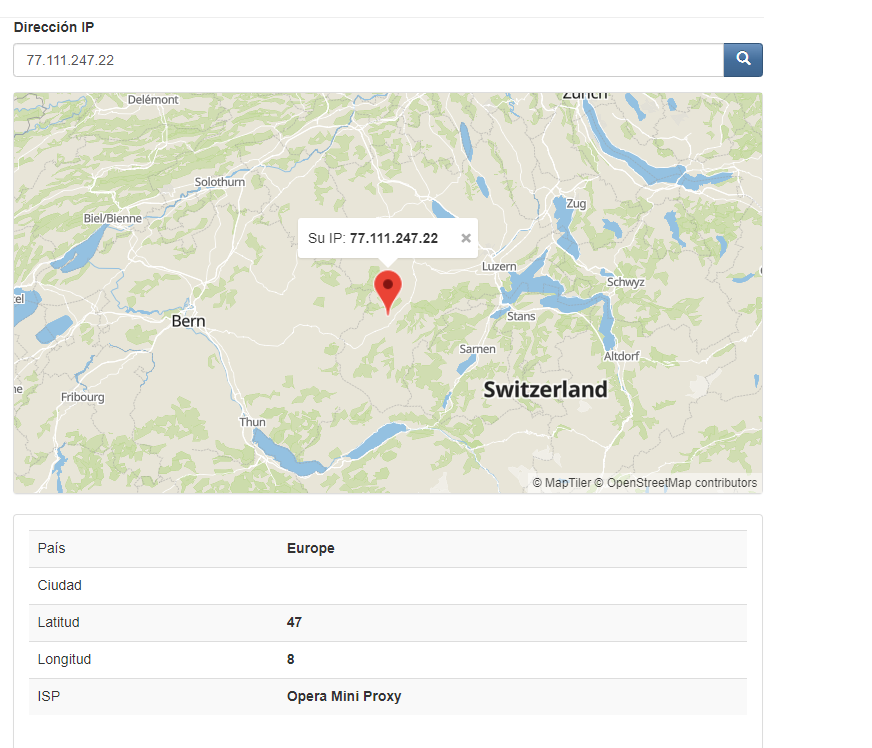 Dirección IP
77.111.247.22
Zurich
Delémont
Solothurn
Biel/Bienne
Zug
Su IP: 77.111.247.22 ×
Luzern
Schwyz
el
Stans
Bern
Sarnen
Altdorf
Switzerland
ne
Fribourg
Thun
© MapTiler © OpenStreetMap contributors
País Europe
Ciudad
Latitud 47
Longitud 8
ISP Opera Mini Proxy